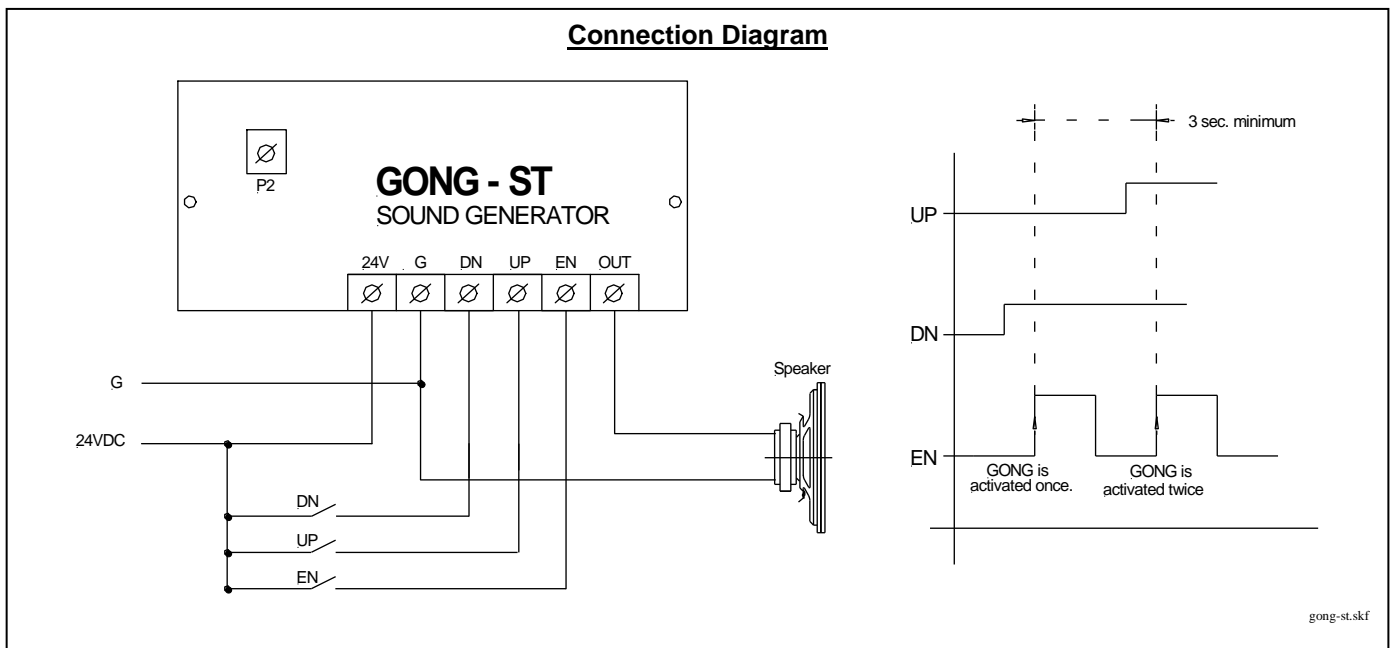 Connection Diagram
P2
GONG - ST
SOUND GENERATOR
24V G DN UP EN OUT
G
24VDC
DN
UP
EN
Speaker
3 sec. minimum
UP
DN
EN
GONG is
activated once.
GONG is
activated twice
gong-st.skf